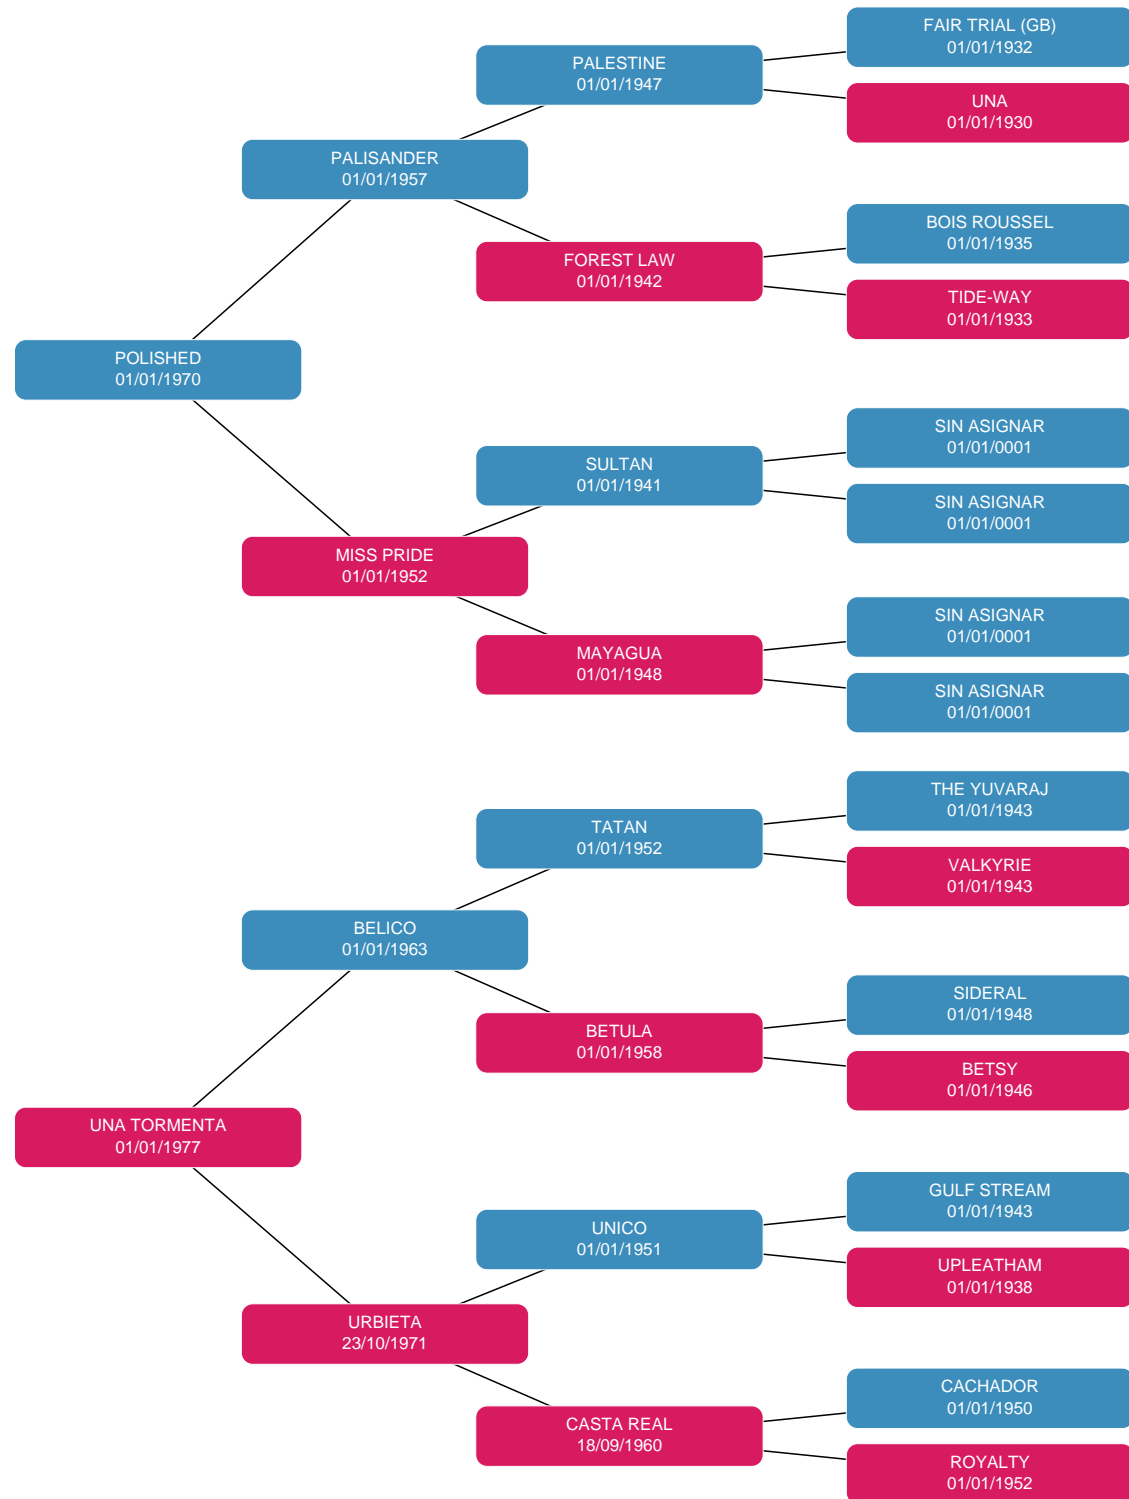 FAIR TRIAL (GB)
01/01/1932
PALESTINE
01/01/1947
UNA
01/01/1930
PALISANDER
01/01/1957
BOIS ROUSSEL
01/01/1935
FOREST LAW
01/01/1942
TIDE-WAY
01/01/1933
POLISHED
01/01/1970
SIN ASIGNAR
01/01/0001
SULTAN
01/01/1941
SIN ASIGNAR
01/01/0001
MISS PRIDE
01/01/1952
SIN ASIGNAR
01/01/0001
MAYAGUA
01/01/1948
SIN ASIGNAR
01/01/0001
THE YUVARAJ
01/01/1943
TATAN
01/01/1952
VALKYRIE
01/01/1943
BELICO
01/01/1963
SIDERAL
01/01/1948
BETULA
01/01/1958
BETSY
01/01/1946
UNA TORMENTA
01/01/1977
GULF STREAM
01/01/1943
UNICO
01/01/1951
UPLEATHAM
01/01/1938
URBIETA
23/10/1971
CACHADOR
01/01/1950
CASTA REAL
18/09/1960
ROYALTY
01/01/1952